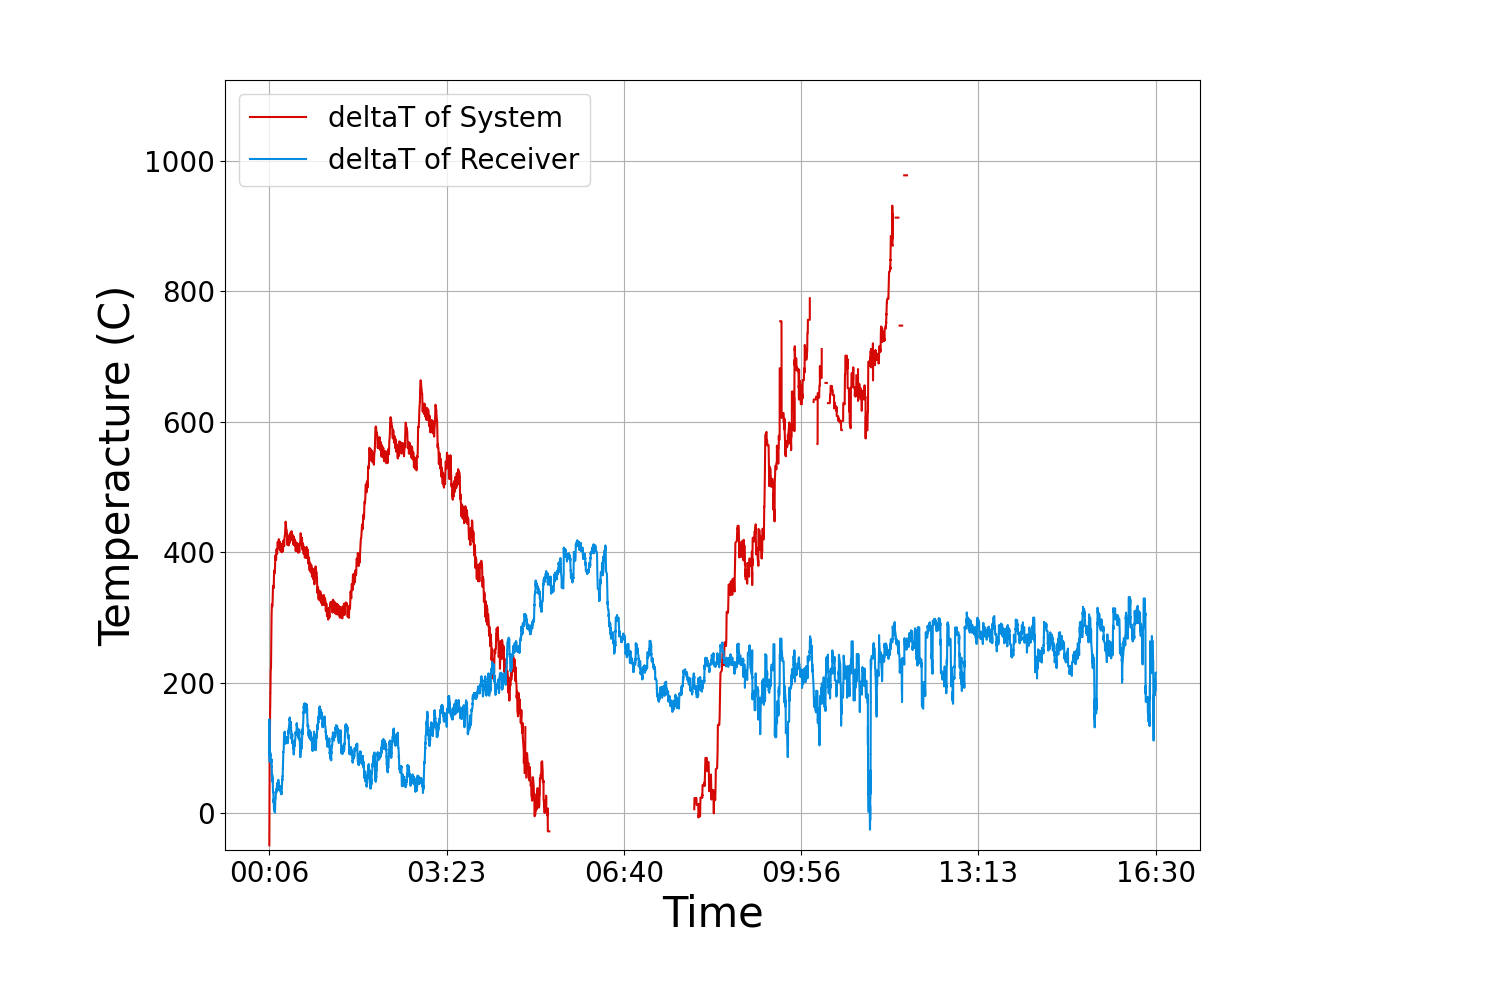 deltaT of System
deltaT of Receiver
1000
800
600
400
200
0
Temperacture (C)
00:06 03:23 06:40 09:56 13:13 16:30
Time